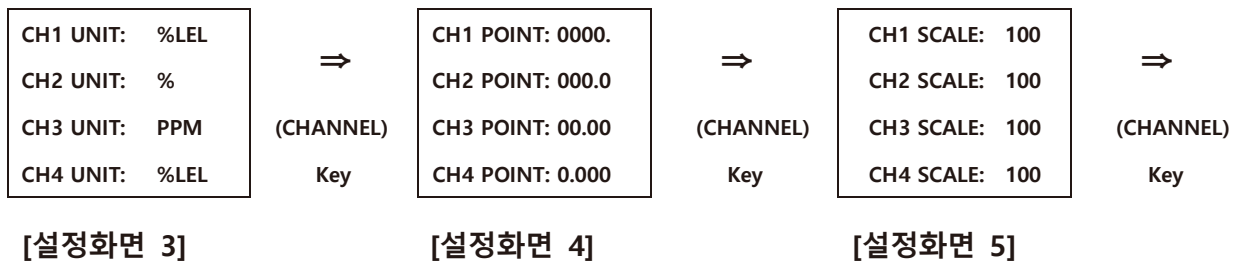 CH1 UNIT: %LEL
CH2 UNIT: %
CH3 UNIT: PPM
CH4 UNIT: %LEL
⇒
(CHANNEL)
Key
CH1 POINT: 0000.
CH2 POINT: 000.0
CH3 POINT: 00.00
CH4 POINT: 0.000
⇒
(CHANNEL)
Key
CH1 SCALE: 100
CH2 SCALE: 100
CH3 SCALE: 100
CH4 SCALE: 100
⇒
(CHANNEL)
Key
[설정화면 3]
[설정화면 4]
[설정화면 5]